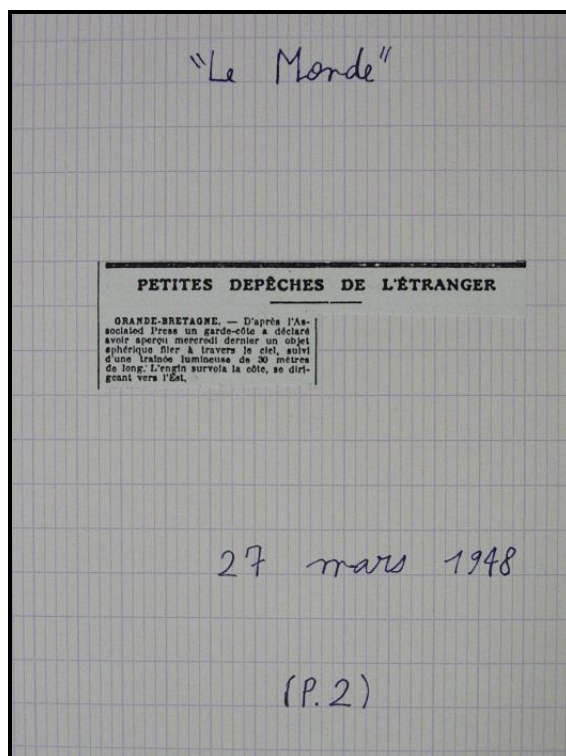 "Le Monde"
PETITES DEPÊCHES DE L'ÉTRANGER
GRANDE-BRETAGNE. — D'après l'As-
sociated Press un garde-côte a déclaré
avoir aperçu mercredi dernier un objet
sphérique filer à travers le ciel, suivi
d'une traînée lumineuse de 30 mètres
de long. L'engin survola la côte, se diri-
geant vers l'Est.
27 mars 1948
(P.2)